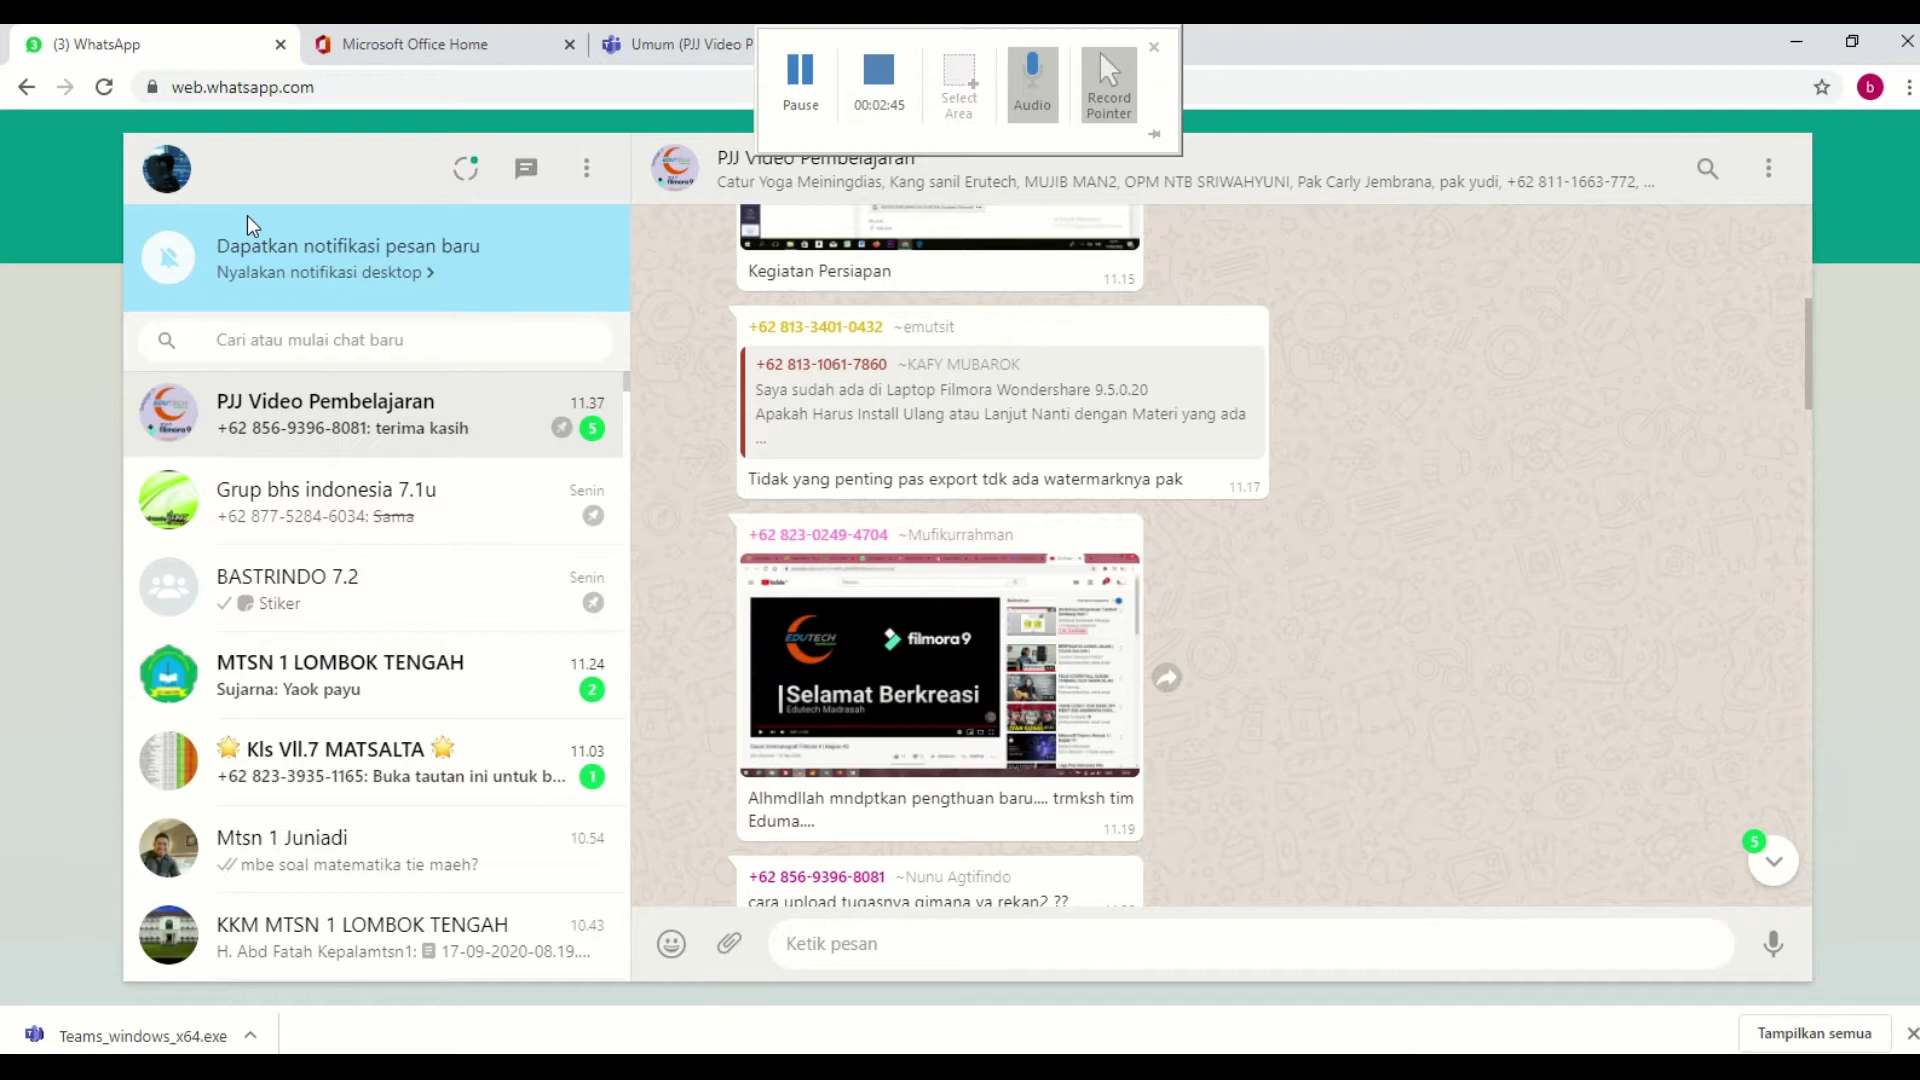 (3) WhatsApp
Microsoft Office Home
Umum (PJJ Video P
Pause
00:02:45
Select
Area
Audio
Record
Pointer
web.whatsapp.com
b
PJJ Video Pembelajaran
Catur Yoga Meiningdias, Kang sanil Erutech, MUJIB MAN2, OPM NTB SRIWAHYUNI, Pak Carly Jembrana, pak yudi, +62 811-1663-772, ...
Dapatkan notifikasi pesan baru
Nyalakan notifikasi desktop >
Cari atau mulai chat baru
PJJ Video Pembelajaran 11.37
+62 856-9396-8081: terima kasih 5
Grup bhs indonesia 7.1u Senin
+62 877-5284-6034: Sama
BASTRINDO 7.2 Senin
Stiker
MTSN 1 LOMBOK TENGAH 11.24
Sujarna: Yaok payu 2
🌟 Kls Vll.7 MATSALTA 🌟 11.03
+62 823-3935-1165: Buka tautan ini untuk b... 1
Mtsn 1 Juniadi 10.54
mbe soal matematika tie maeh?
KKM MTSN 1 LOMBOK TENGAH 10.43
H. Abd Fatah Kepalamtsn1: 17-09-2020-08.19....
Kegiatan Persiapan
11.15
+62 813-3401-0432 ~emutsit
+62 813-1061-7860 ~KAFY MUBAROK
Saya sudah ada di Laptop Filmora Wondershare 9.5.0.20
Apakah Harus Install Ulang atau Lanjut Nanti dengan Materi yang ada
...
Tidak yang penting pas export tdk ada watermarknya pak
11.17
+62 823-0249-4704 ~Mufikurrahman
EDUTECH
filmora9
Selamat Berkreasi
Edutech Madrasah
Alhmdllah mndptkan pengthuan baru.... trmksh tim
Eduma....
11.19
+62 856-9396-8081 ~Nunu Agtifindo
cara upload tugasnya gimana ya rekan2 ??
5
Ketik pesan
Teams_windows_x64.exe
Tampilkan semua